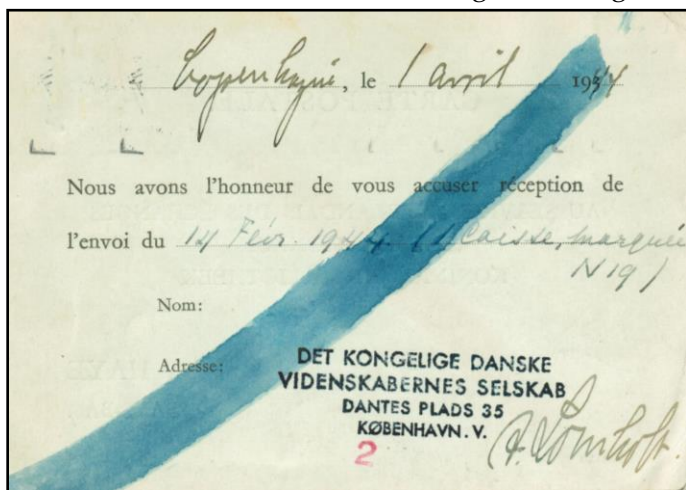 Copenhague, le 1 avril 1944
Nous avons l'honneur de vous accuser réception de
l'envoi du 14 Févr. 1944 (1 Caisse, marquée
N 19)
Nom:
Adresse:
DET KONGELIGE DANSKE
VIDENSKABERNES SELSKAB
DANTES PLADS 35
KØBENHAVN. V.
2